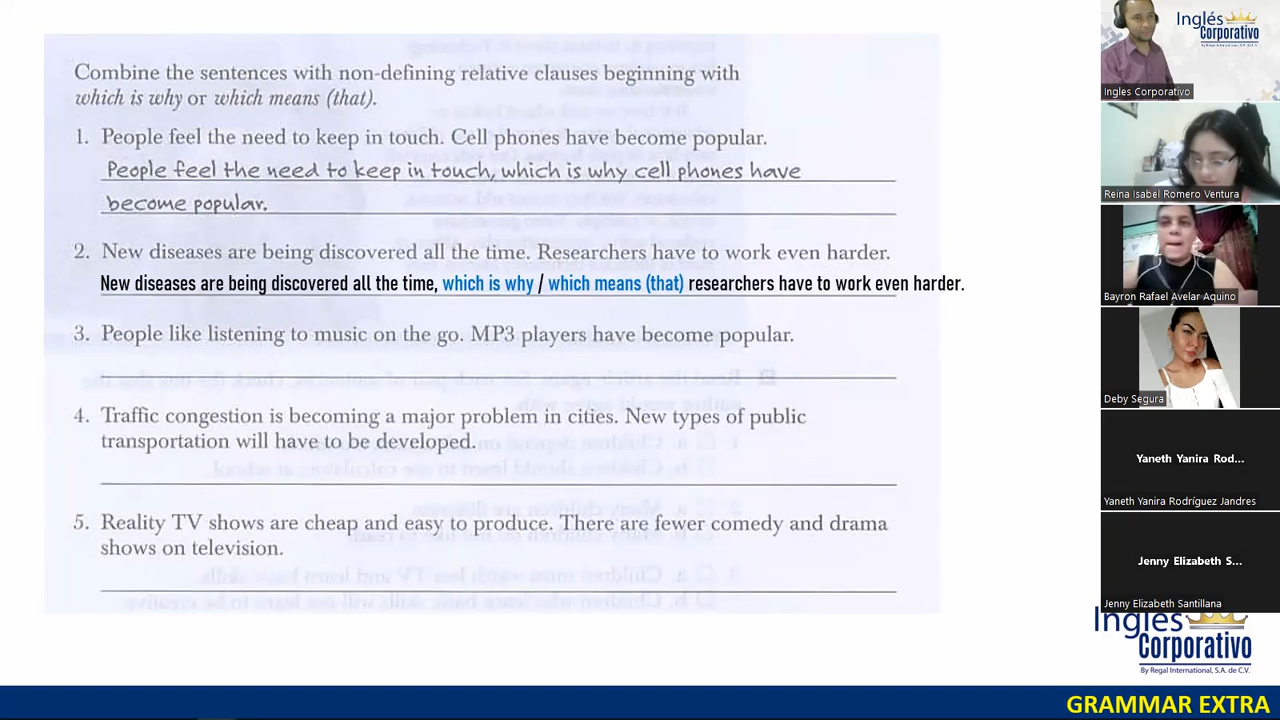 Combine the sentences with non-defining relative clauses beginning with
which is why or which means (that).
1. People feel the need to keep in touch. Cell phones have become popular.
People feel the need to keep in touch, which is why cell phones have
become popular.
2. New diseases are being discovered all the time. Researchers have to work even harder.
New diseases are being discovered all the time, which is why / which means (that) researchers have to work even harder.
3. People like listening to music on the go. MP3 players have become popular.
4. Traffic congestion is becoming a major problem in cities. New types of public
transportation will have to be developed.
5. Reality TV shows are cheap and easy to produce. There are fewer comedy and drama
shows on television.
Inglés
Corporativo
By Regal International, S.A. de C.V.
Ingles Corporativo
Reina Isabel Romero Ventura
Bayron Rafael Avelar Aquino
Deby Segura
Yaneth Yanira Rod...
Yaneth Yanira Rodríguez Jandres
Jenny Elizabeth S...
Jenny Elizabeth Santillana
Inglés
Corporativo
By Regal International, S.A. de C.V.
GRAMMAR EXTRA